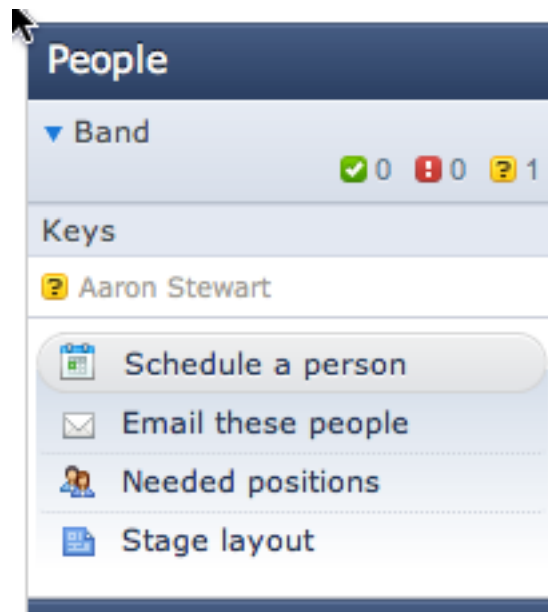 People
Band
0 0 1
Keys
Aaron Stewart
Schedule a person
Email these people
Needed positions
Stage layout